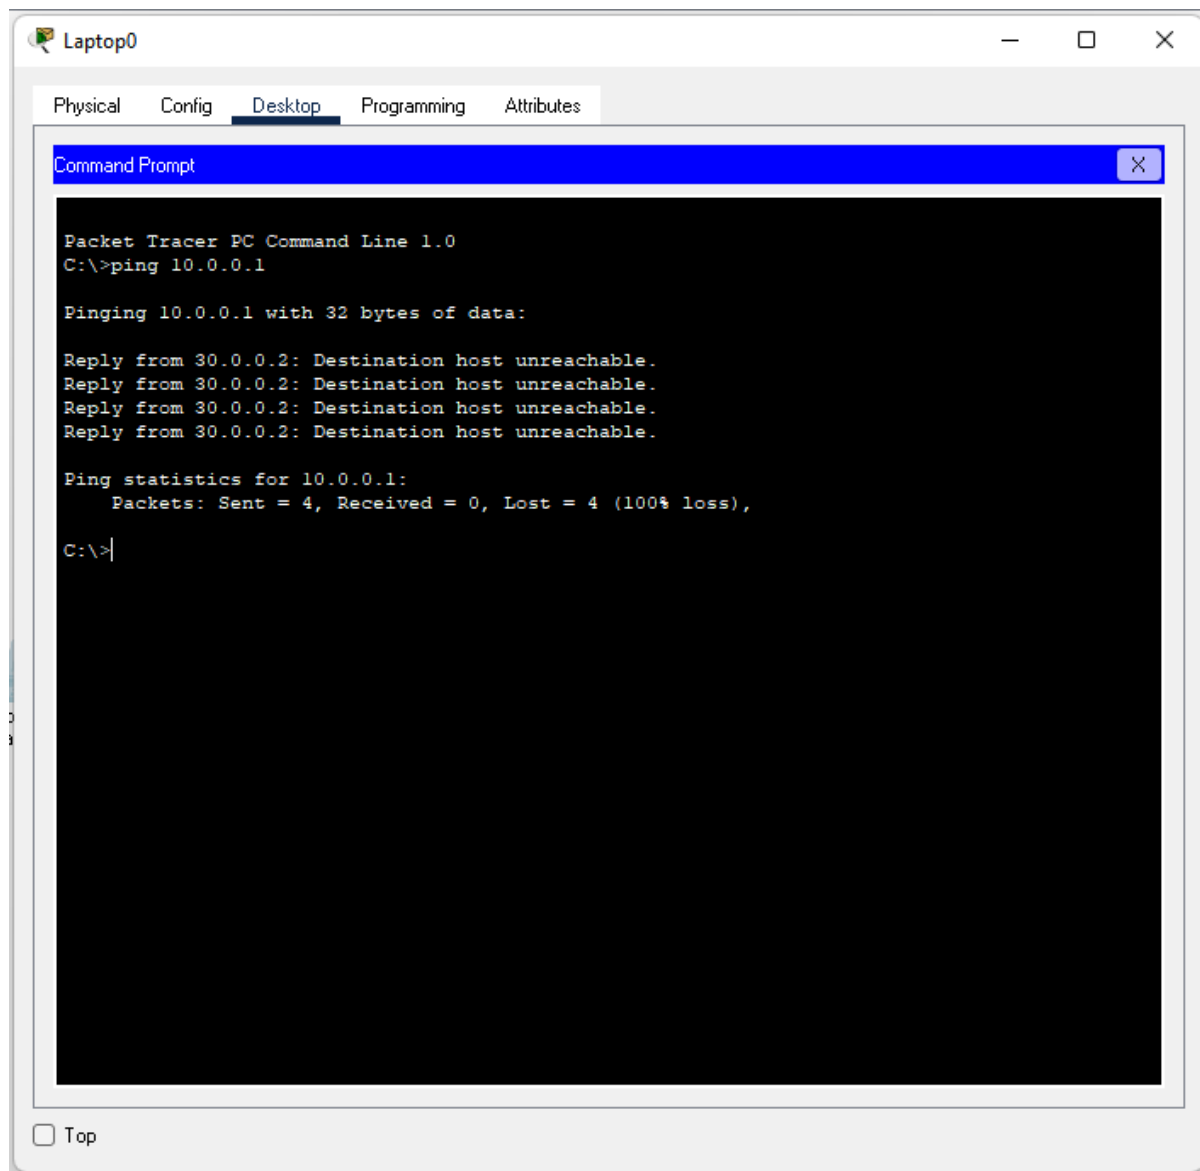 Laptop0
Physical Config Desktop Programming Attributes
Command Prompt X
Packet Tracer PC Command Line 1.0
C:\>ping 10.0.0.1
Pinging 10.0.0.1 with 32 bytes of data:
Reply from 30.0.0.2: Destination host unreachable.
Reply from 30.0.0.2: Destination host unreachable.
Reply from 30.0.0.2: Destination host unreachable.
Reply from 30.0.0.2: Destination host unreachable.
Ping statistics for 10.0.0.1:
    Packets: Sent = 4, Received = 0, Lost = 4 (100% loss),
C:\>
Top